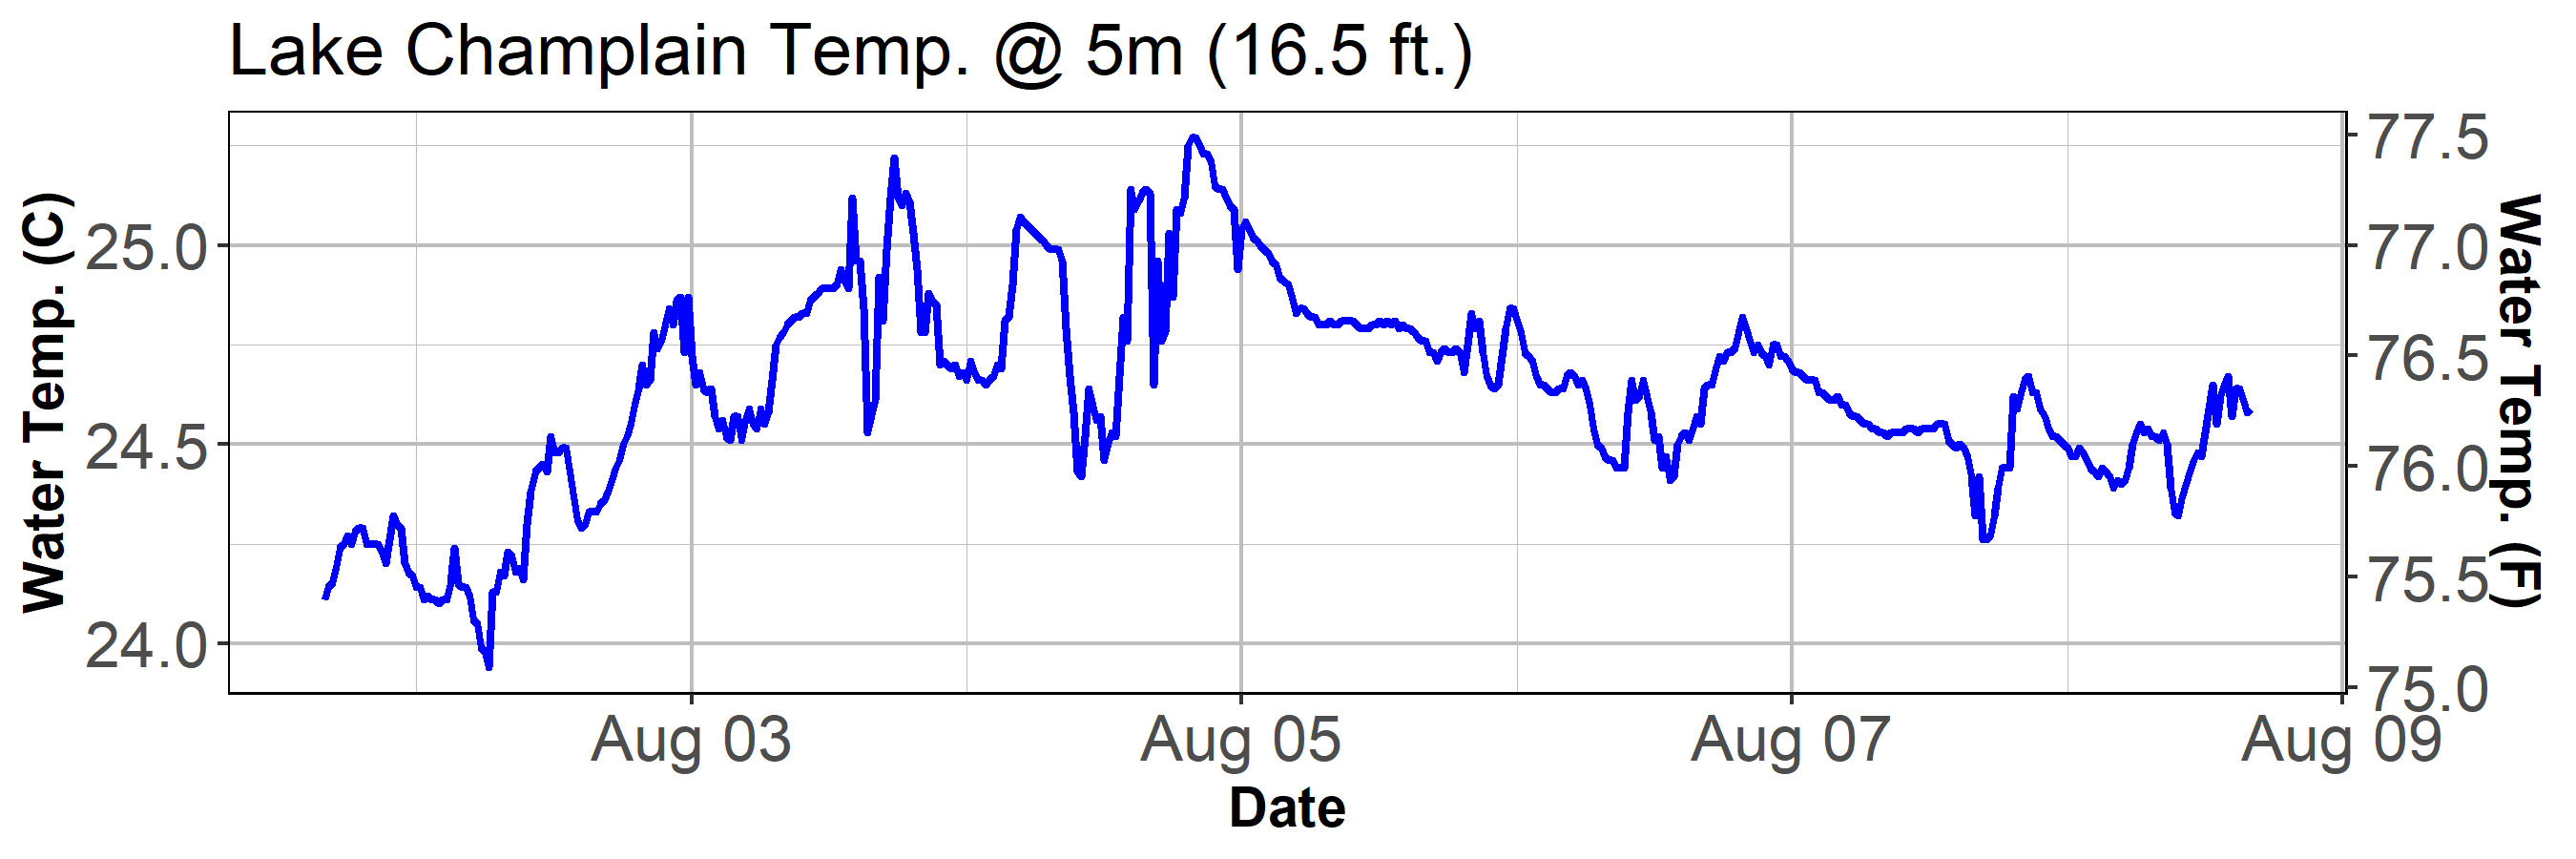 Lake Champlain Temp. @ 5m (16.5 ft.)
Water Temp. (C)
25.0
24.5
24.0
77.5
77.0
76.5
76.0
75.5
75.0
Water Temp. (F)
Aug 03 Aug 05 Aug 07 Aug 09
Date